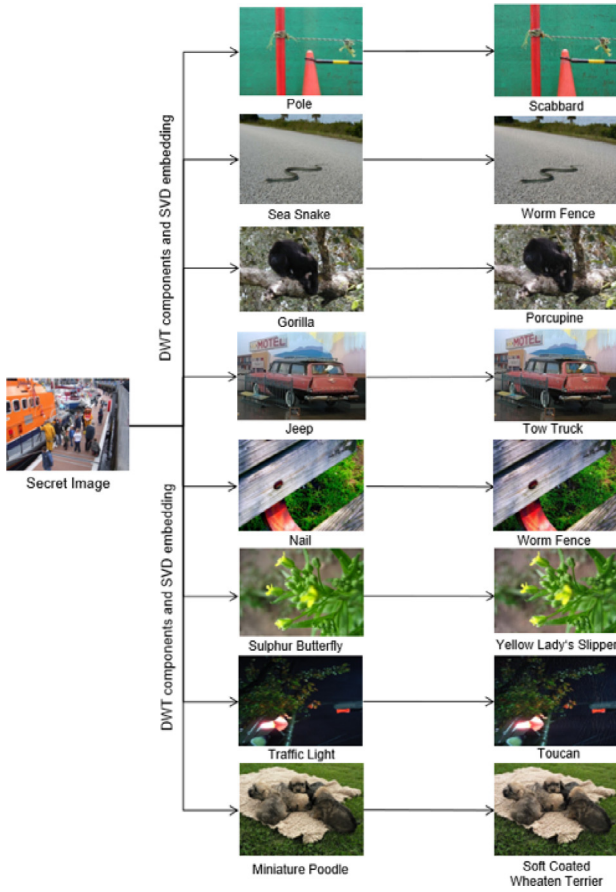 Pole
Scabbard
DWT components and SVD embedding
Sea Snake
Worm Fence
Gorilla
Porcupine
MOTEL
MOTEL
Jeep
Tow Truck
Secret Image
Nail
Worm Fence
DWT components and SVD embedding
Sulphur Butterfly
Yellow Lady's Slipper
Traffic Light
Toucan
Miniature Poodle
Soft Coated
Wheaten Terrier